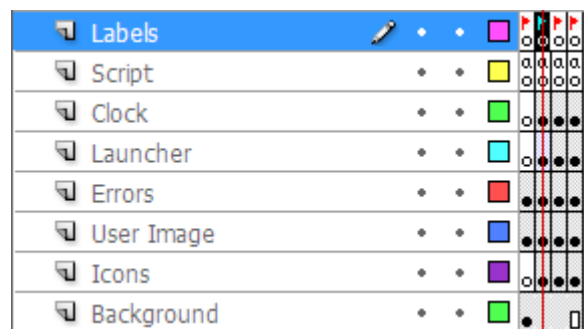 Labels
Script
Clock
Launcher
Errors
User Image
Icons
Background